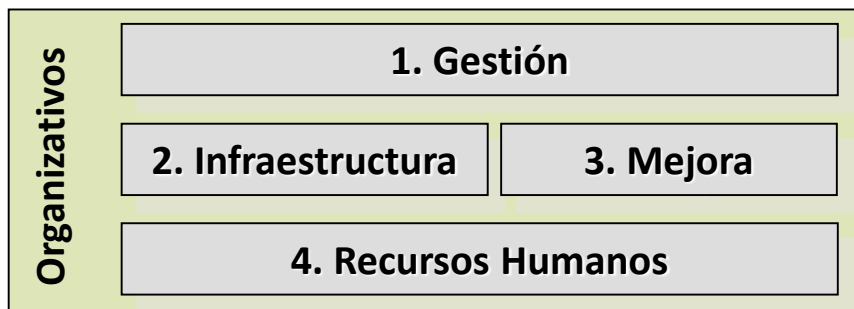 Organizativos
1. Gestión
2. Infraestructura
3. Mejora
4. Recursos Humanos